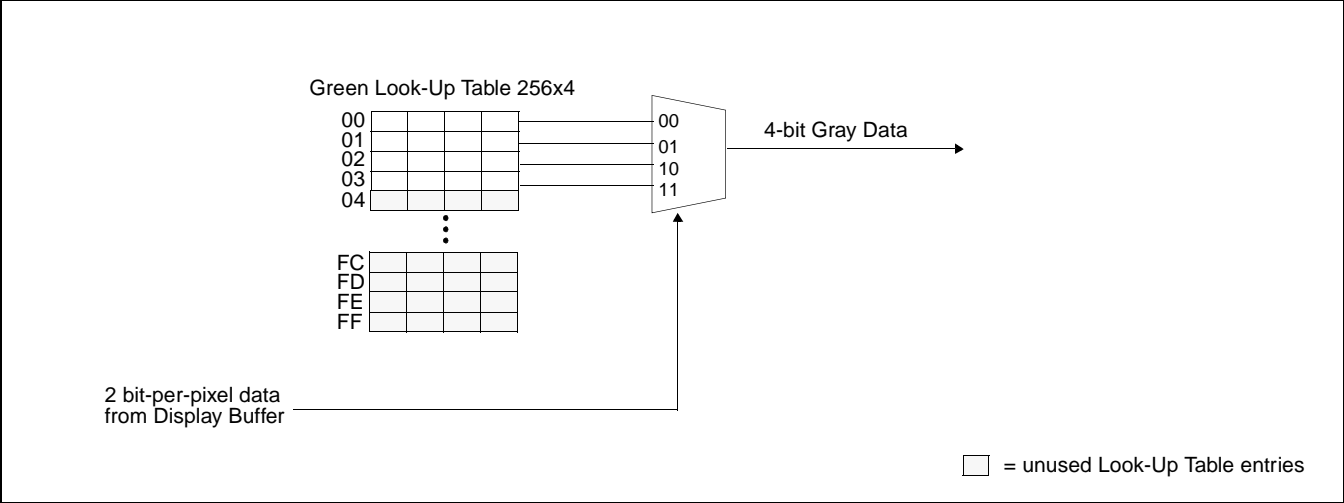 Green Look-Up Table 256x4
00
01
02
03
04
FC
FD
FE
FF
00
01
10
11
4-bit Gray Data
2 bit-per-pixel data
from Display Buffer
= unused Look-Up Table entries